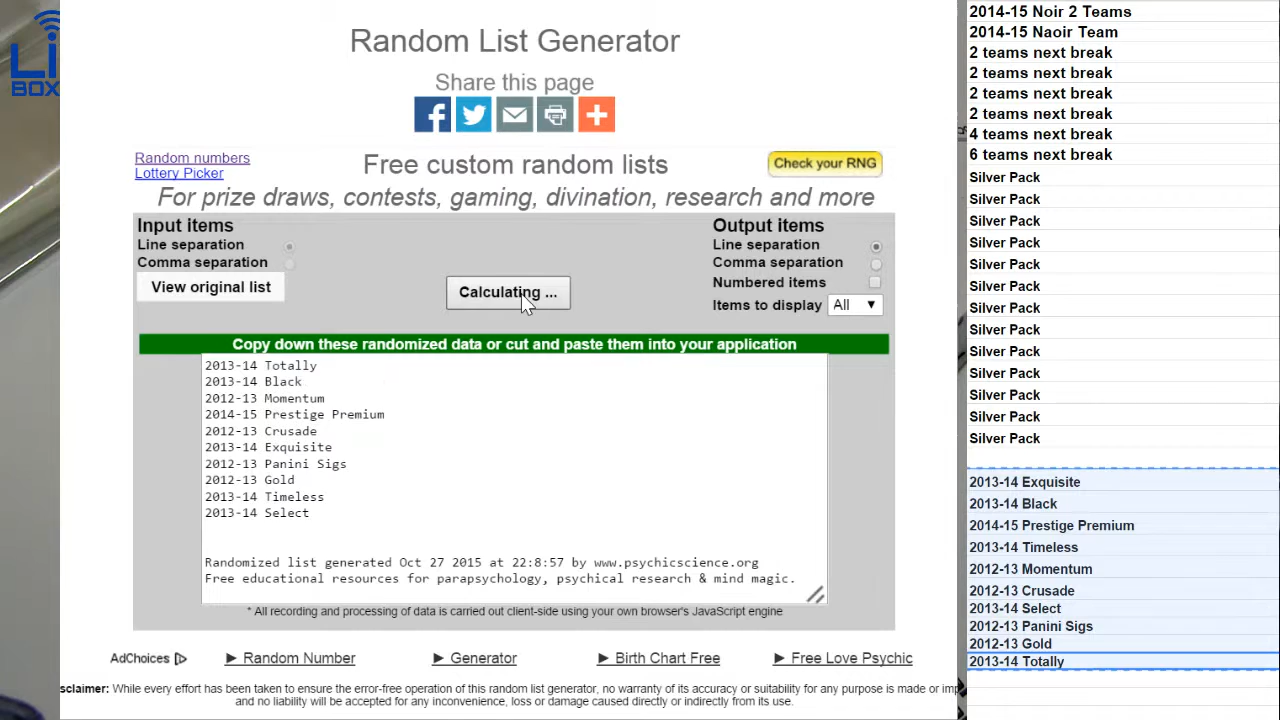 Li
BOX
Random List Generator
Share this page
Random numbers
Lottery Picker
Free custom random lists
Check your RNG
For prize draws, contests, gaming, divination, research and more
Input items
Line separation
Comma separation
View original list
Calculating ...
Output items
Line separation
Comma separation
Numbered items
Items to display All
Copy down these randomized data or cut and paste them into your application
2013-14 Totally
2013-14 Black
2012-13 Momentum
2014-15 Prestige Premium
2012-13 Crusade
2013-14 Exquisite
2012-13 Panini Sigs
2012-13 Gold
2013-14 Timeless
2013-14 Select
Randomized list generated Oct 27 2015 at 22:8:57 by www.psychicscience.org
Free educational resources for parapsychology, psychical research & mind magic.
* All recording and processing of data is carried out client-side using your own browser's JavaScript engine
AdChoices
► Random Number
► Generator
► Birth Chart Free
► Free Love Psychic
sclaimer: While every effort has been taken to ensure the error-free operation of this random list generator, no warranty of its accuracy or suitability for any purpose is made or imp
and no liability will be accepted for any inconvenience, loss or damage caused directly or indirectly from its use.
2014-15 Noir 2 Teams
2014-15 Naoir Team
2 teams next break
2 teams next break
2 teams next break
2 teams next break
4 teams next break
6 teams next break
Silver Pack
Silver Pack
Silver Pack
Silver Pack
Silver Pack
Silver Pack
Silver Pack
Silver Pack
Silver Pack
Silver Pack
Silver Pack
Silver Pack
Silver Pack
2013-14 Exquisite
2013-14 Black
2014-15 Prestige Premium
2013-14 Timeless
2012-13 Momentum
2012-13 Crusade
2013-14 Select
2012-13 Panini Sigs
2012-13 Gold
2013-14 Totally